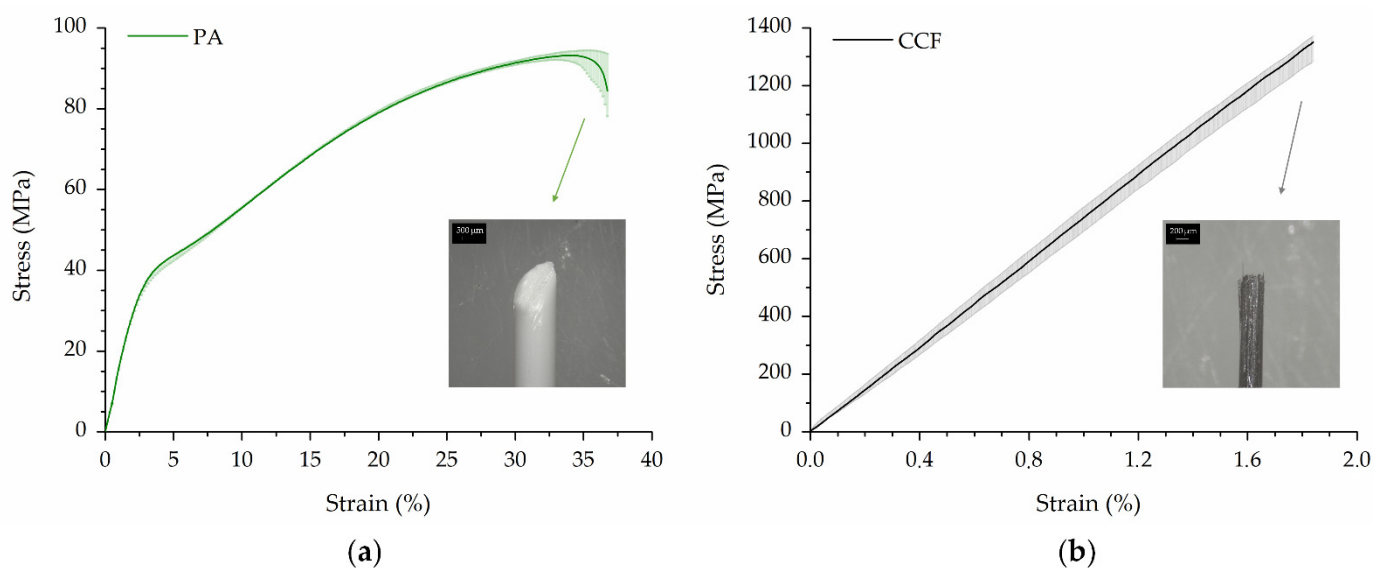 PA
100
80
60
40
20
0
Stress (MPa)
500 µm
0 5 10 15 20 25 30 35 40
Strain (%)
(a)
CCF
1400
1200
1000
800
600
400
200
0
Stress (MPa)
200 µm
0.0 0.4 0.8 1.2 1.6 2.0
Strain (%)
(b)